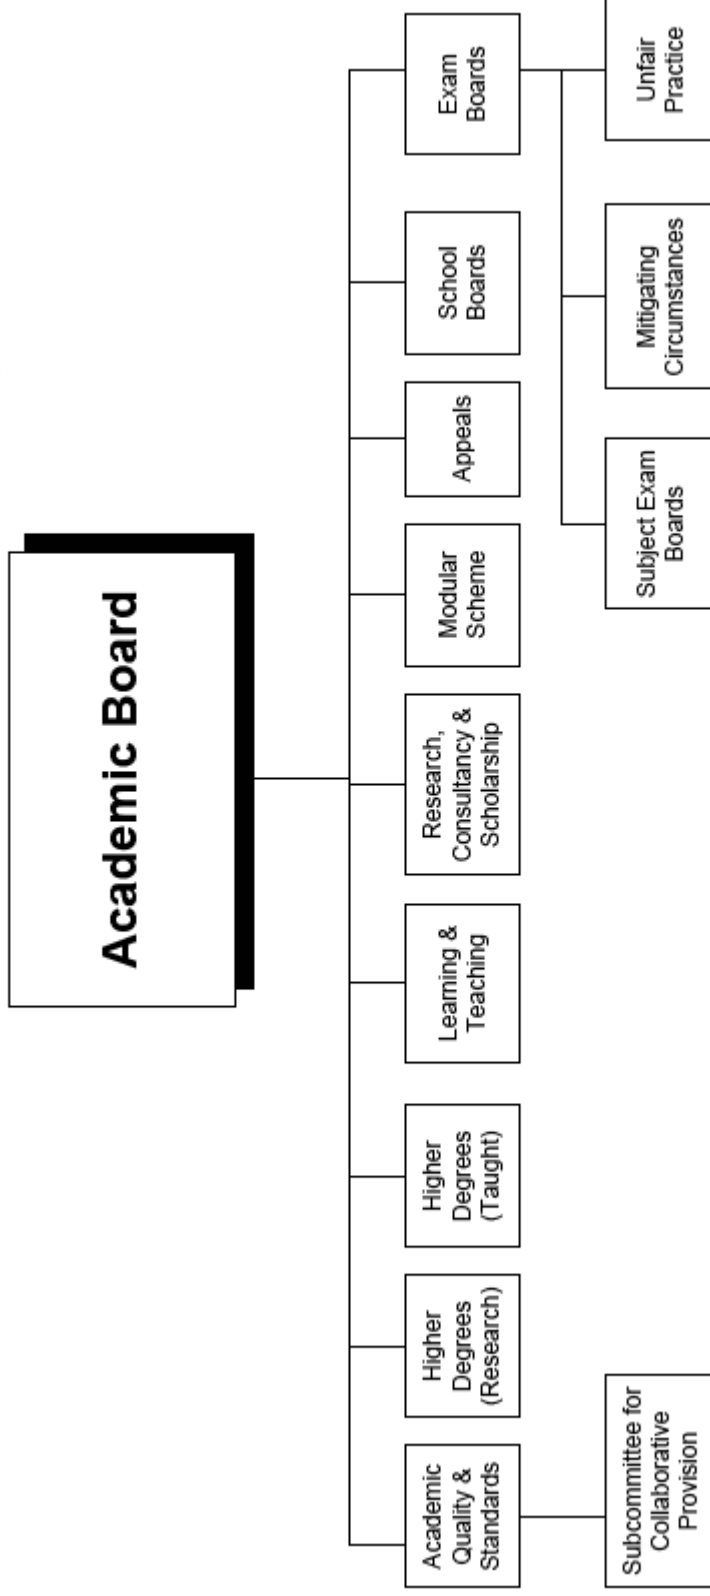 Academic Board
Academic
Quality &
Standards
Higher
Degrees
(Research)
Higher
Degrees
(Taught)
Learning &
Teaching
Research,
Consultancy &
Scholarship
Modular
Scheme
Appeals
School
Boards
Exam
Boards
Subcommittee for
Collaborative
Provision
Subject Exam
Boards
Mitigating
Circumstances
Unfair
Practice